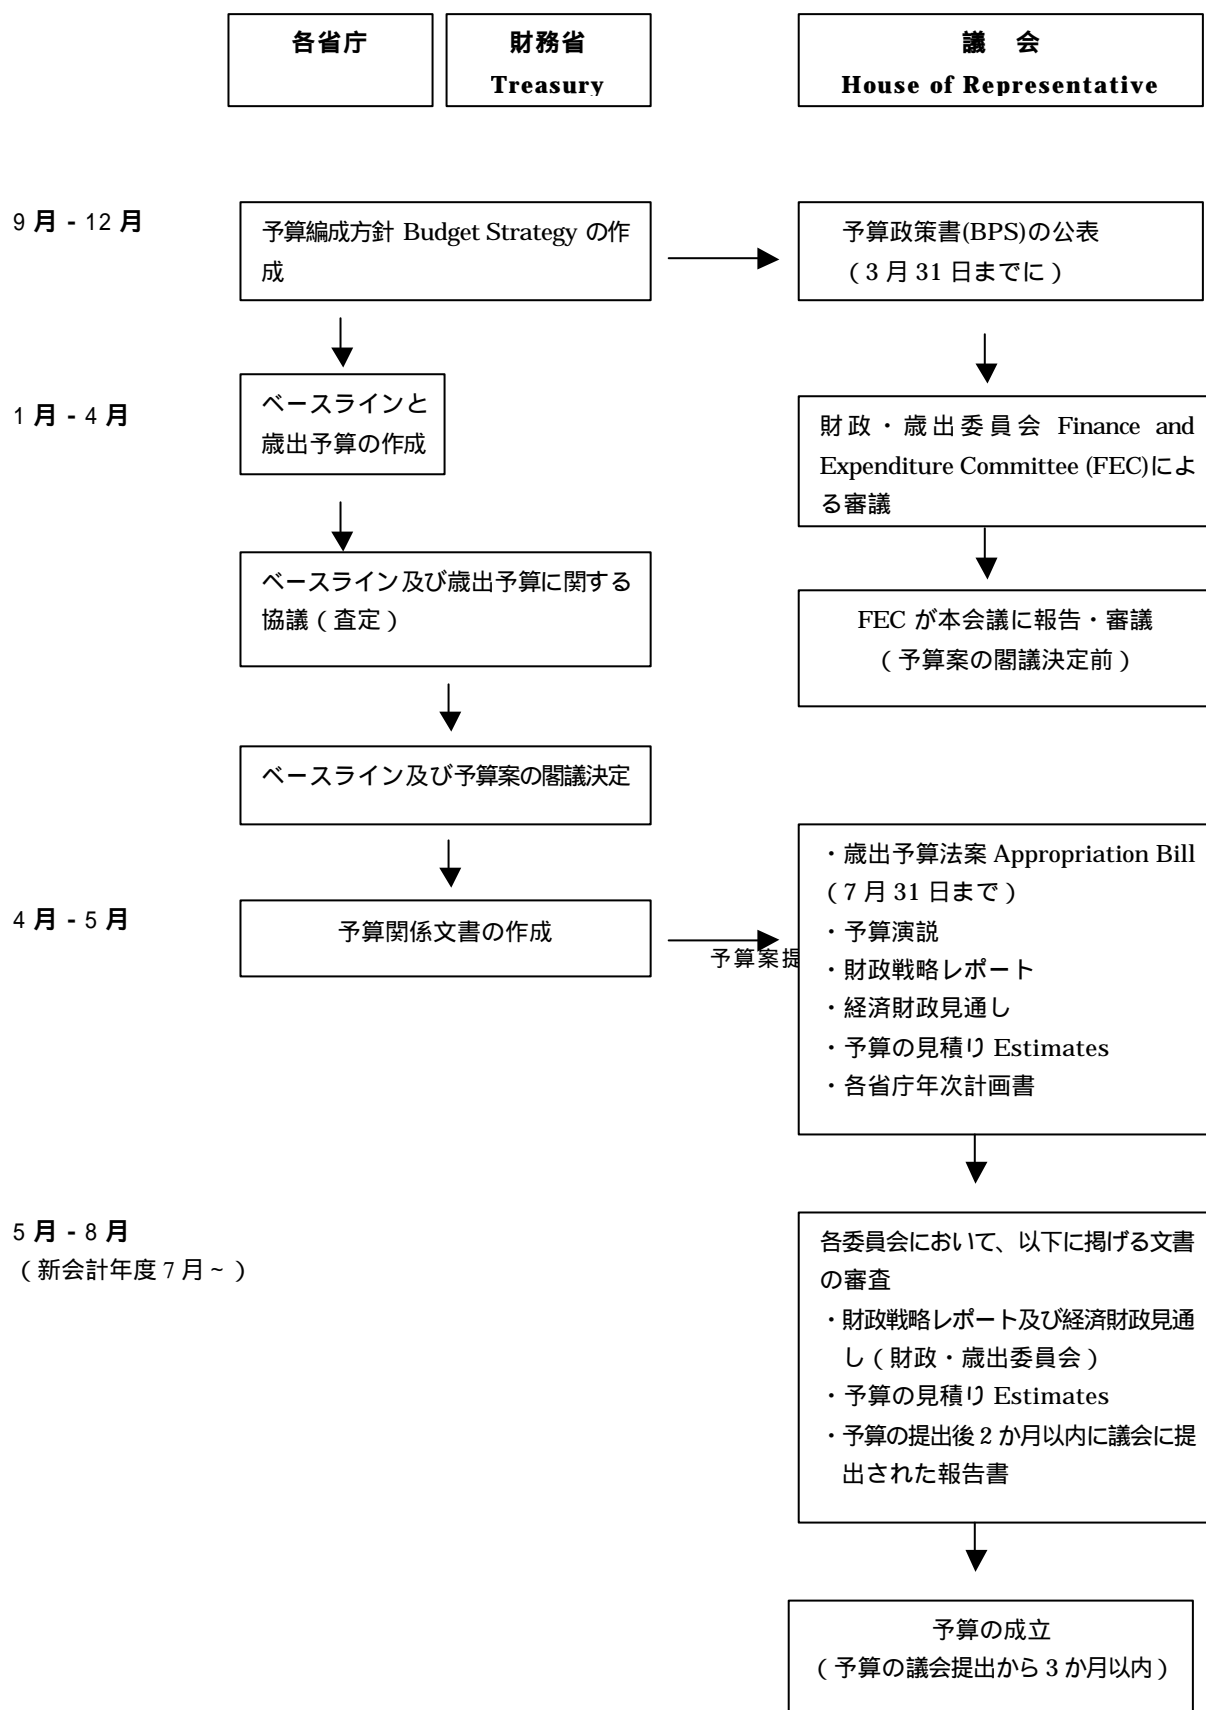 各省庁
財務省
Treasury
議 会
House of Representative
9 月 - 12 月
予算編成方針 Budget Strategy の作
成
予算政策書(BPS)の公表
(3 月 31 日までに)
1 月 - 4 月
ベースラインと
歳出予算の作成
財政・歳出委員会 Finance and
Expenditure Committee (FEC)によ
る審議
ベースライン及び歳出予算に関する
協議(査定)
FEC が本会議に報告・審議
(予算案の閣議決定前)
ベースライン及び予算案の閣議決定
4 月 - 5 月
予算関係文書の作成
予算案提
・歳出予算法案 Appropriation Bill
(7 月 31 日まで)
・予算演説
・財政戦略レポート
・経済財政見通し
・予算の見積り Estimates
・各省庁年次計画書
5 月 - 8 月
(新会計年度 7 月~)
各委員会において、以下に掲げる文書
の審査
・財政戦略レポート及び経済財政見通
し(財政・歳出委員会)
・予算の見積り Estimates
・予算の提出後 2 か月以内に議会に提
出された報告書
予算の成立
(予算の議会提出から 3 か月以内)